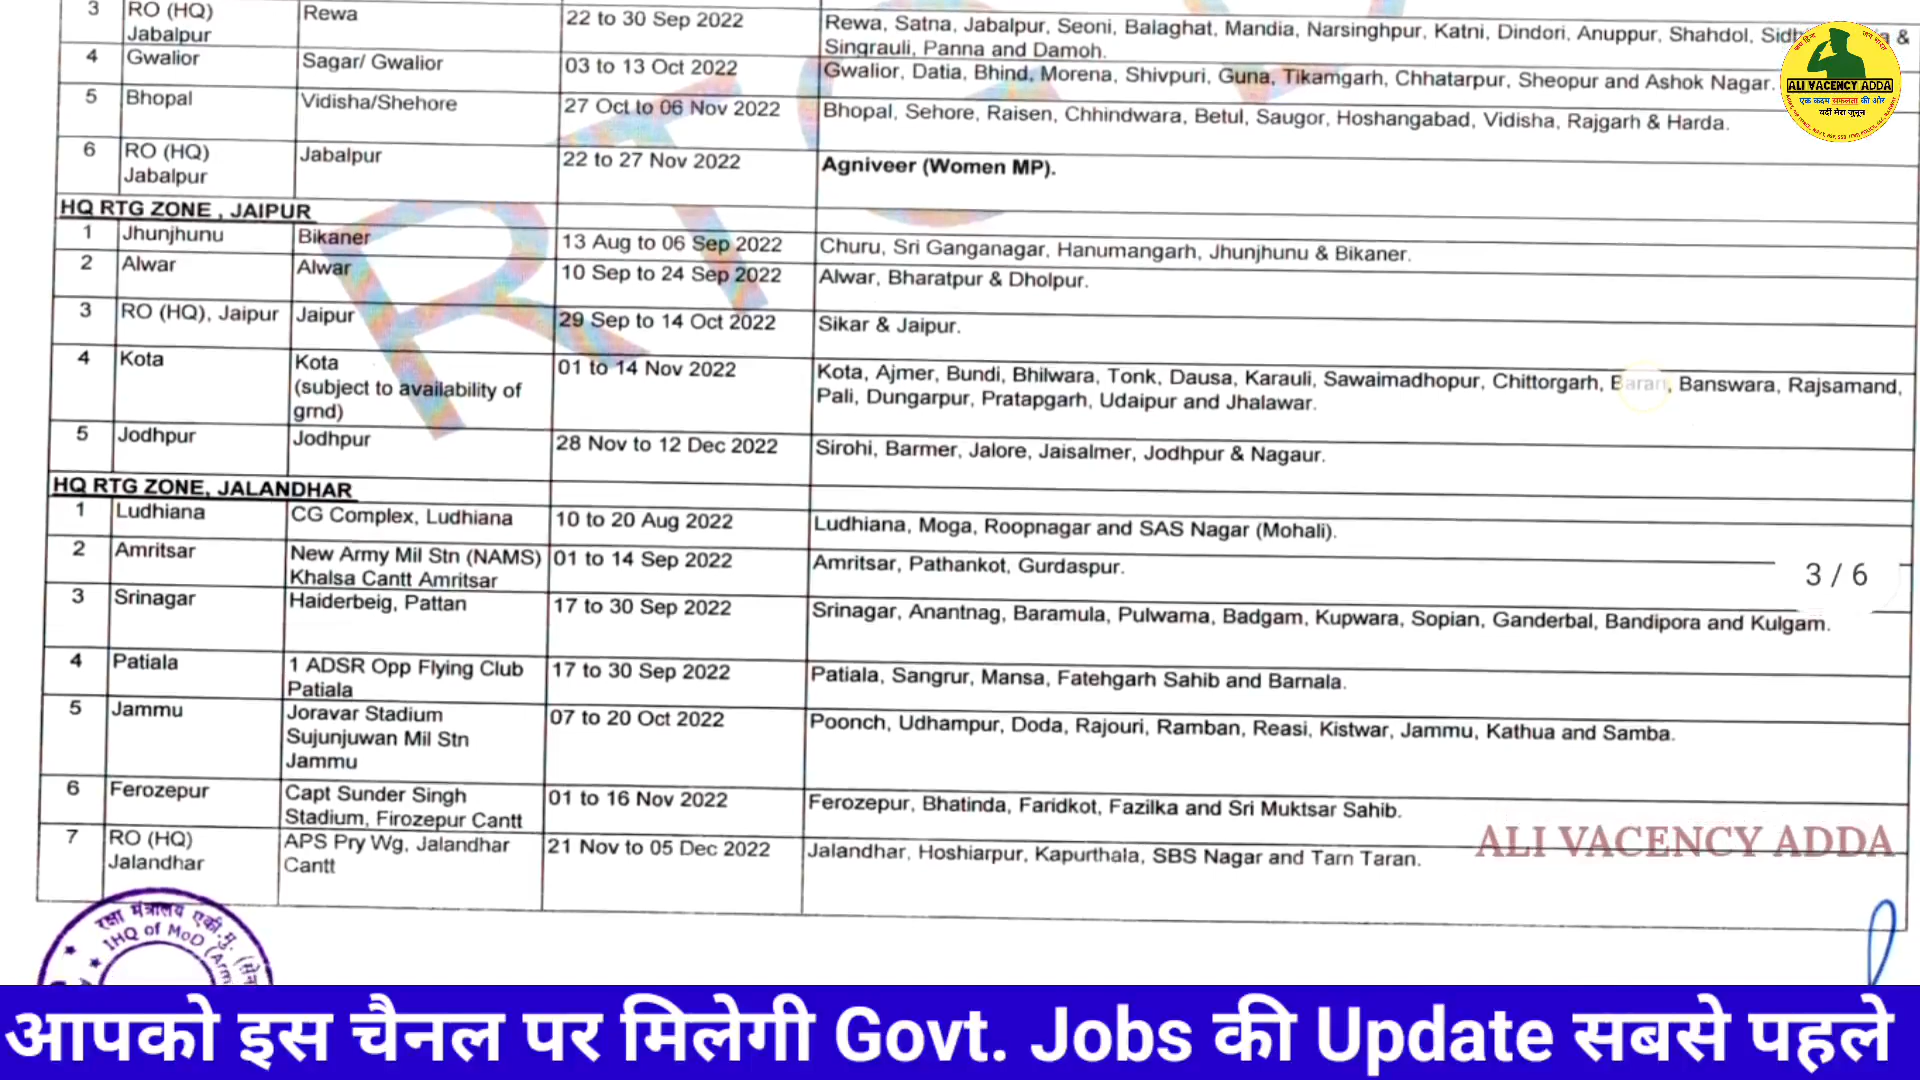 3 RO (HQ) Rewa 22 to 30 Sep 2022 Rewa, Satna, Jabalpur, Seoni, Balaghat, Mandia, Narsinghpur, Katni, Dindori, Anuppur, Shahdol, &
Jabalpur Singrauli, Panna and Damoh.
4 Gwalior Sagar/ Gwalior 03 to 13 Oct 2022 Gwalior, Datia, Bhind, Morena, Shivpuri, Guna, Tikamgarh, Chhatarpur, Sheopur and Ashok Nagar.
5 Bhopal Vidisha/Shehore 27 Oct to 06 Nov 2022 Bhopal, Sehore, Raisen, Chhindwara, Betul, Saugor, Hoshangabad, Vidisha, Rajgarh & Harda.
6 RO (HQ) Jabalpur 22 to 27 Nov 2022 Agniveer (Women MP).
Jabalpur
HQ RTG ZONE , JAIPUR
1 Jhunjhunu Bikaner 13 Aug to 06 Sep 2022 Churu, Sri Ganganagar, Hanumangarh, Jhunjhunu & Bikaner.
2 Alwar Alwar 10 Sep to 24 Sep 2022 Alwar, Bharatpur & Dholpur.
3 RO (HQ), Jaipur Jaipur 29 Sep to 14 Oct 2022 Sikar & Jaipur.
4 Kota Kota 01 to 14 Nov 2022 Kota, Ajmer, Bundi, Bhilwara, Tonk, Dausa, Karauli, Sawaimadhopur, Chittorgarh, Baran, Banswara, Rajsamand,
(subject to availability of Pali, Dungarpur, Pratapgarh, Udaipur and Jhalawar.
grnd)
5 Jodhpur Jodhpur 28 Nov to 12 Dec 2022 Sirohi, Barmer, Jalore, Jaisalmer, Jodhpur & Nagaur.
HQ RTG ZONE, JALANDHAR
1 Ludhiana CG Complex, Ludhiana 10 to 20 Aug 2022 Ludhiana, Moga, Roopnagar and SAS Nagar (Mohali).
2 Amritsar New Army Mil Stn (NAMS) 01 to 14 Sep 2022 Amritsar, Pathankot, Gurdaspur.
Khalsa Cantt Amritsar
3 / 6
3 Srinagar Haiderbeig, Pattan 17 to 30 Sep 2022 Srinagar, Anantnag, Baramula, Pulwama, Badgam, Kupwara, Sopian, Ganderbal, Bandipora and Kulgam.
4 Patiala 1 ADSR Opp Flying Club 17 to 30 Sep 2022 Patiala, Sangrur, Mansa, Fatehgarh Sahib and Barnala.
Patiala
5 Jammu Joravar Stadium 07 to 20 Oct 2022 Poonch, Udhampur, Doda, Rajouri, Ramban, Reasi, Kistwar, Jammu, Kathua and Samba.
Sujunjuwan Mil Stn
Jammu
6 Ferozepur Capt Sunder Singh 01 to 16 Nov 2022 Ferozepur, Bhatinda, Faridkot, Fazilka and Sri Muktsar Sahib.
Stadium, Firozepur Cantt
7 RO (HQ) APS Pry Wg, Jalandhar 21 Nov to 05 Dec 2022 Jalandhar, Hoshiarpur, Kapurthala, SBS Nagar and Tarn Taran.
Jalandhar Cantt
RTG
ALI VACENCY ADDA
एक कदम सफलता की ओर
वर्दी मेरा जुनून
ALI VACENCY ADDA
रक्षा मंत्रालय एकी.मु.
IHQ of MoD
आपको इस चैनल पर मिलेगी Govt. Jobs की Update सबसे पहले